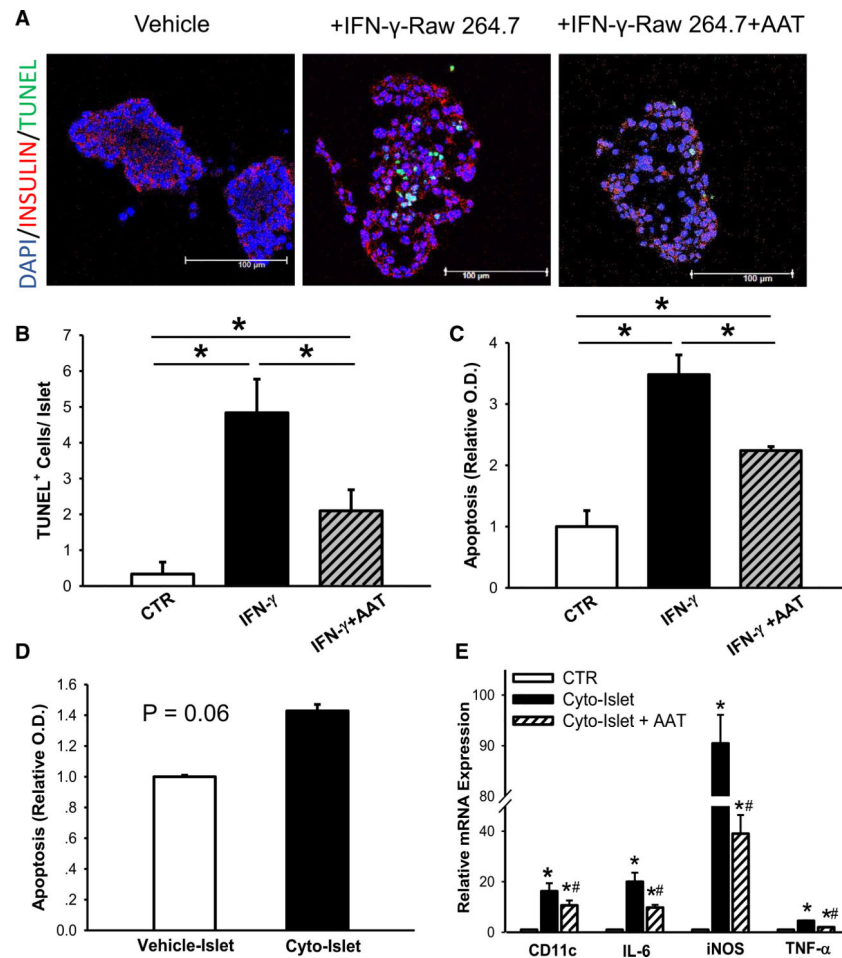 A
Vehicle
+IFN-γ-Raw 264.7
+IFN-γ-Raw 264.7+AAT
DAPI/INSULIN/TUNEL
100 μm
100 μm
100 μm
B
TUNEL+ Cells/ Islet
7
6
5
4
3
2
1
0
*
*
*
CTR
IFN-γ
IFN-γ+AAT
C
Apoptosis (Relative O.D.)
4
3
2
1
0
*
*
*
CTR
IFN-γ
IFN-γ +AAT
D
Apoptosis (Relative O.D.)
1.6
1.4
1.2
1.0
.8
.6
.4
.2
0.0
P = 0.06
Vehicle-Islet
Cyto-Islet
E
Relative mRNA Expression
100
90
80
40
20
0
CTR
Cyto-Islet
Cyto-Islet + AAT
*
*#
*
*#
*
*#
*
*#
CD11c
IL-6
iNOS
TNF-α